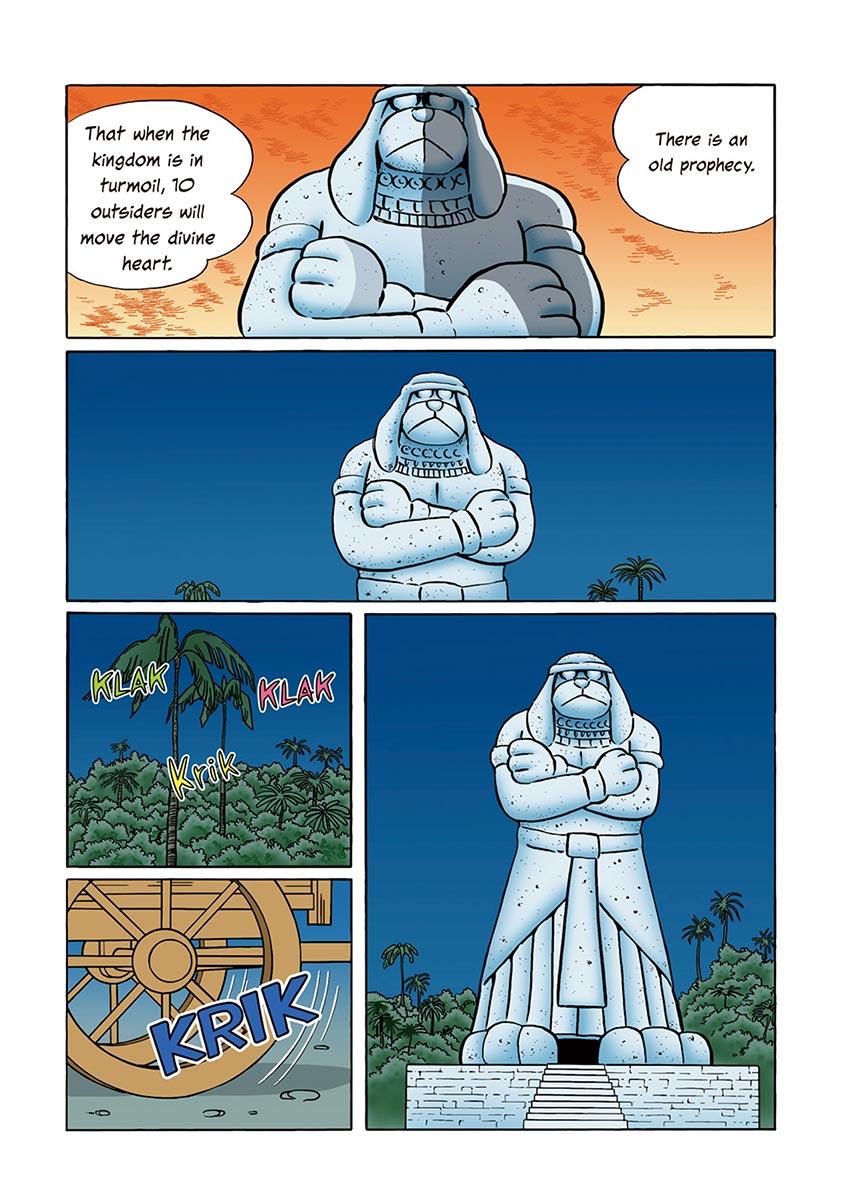 There is an
old prophecy.
That when the
kingdom is in
turmoil, 10
outsiders will
move the divine
heart.
KLAK
KLAK
Krik
KRIK